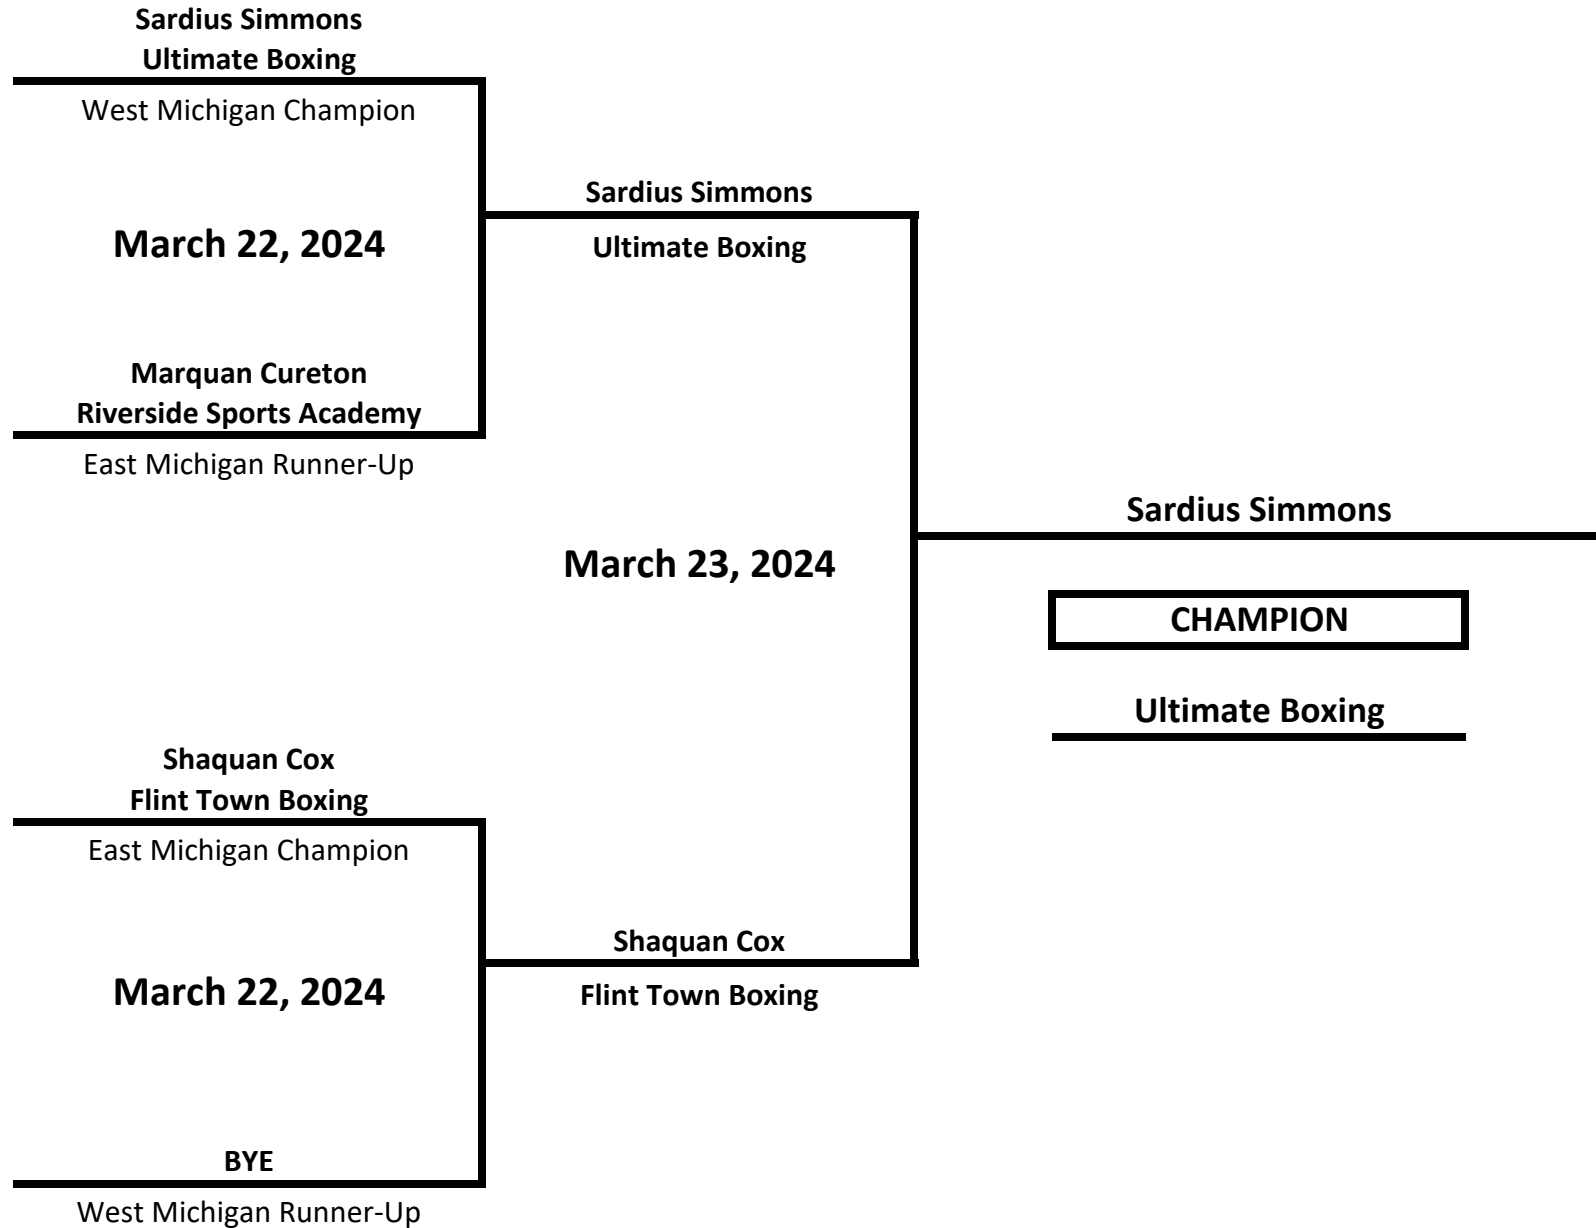 Sardius Simmons
Ultimate Boxing
West Michigan Champion
March 22, 2024
Marquan Cureton
Riverside Sports Academy
East Michigan Runner-Up
Shaquan Cox
Flint Town Boxing
East Michigan Champion
March 22, 2024
BYE
West Michigan Runner-Up
Sardius Simmons
Ultimate Boxing
March 23, 2024
Shaquan Cox
Flint Town Boxing
Sardius Simmons
CHAMPION
Ultimate Boxing